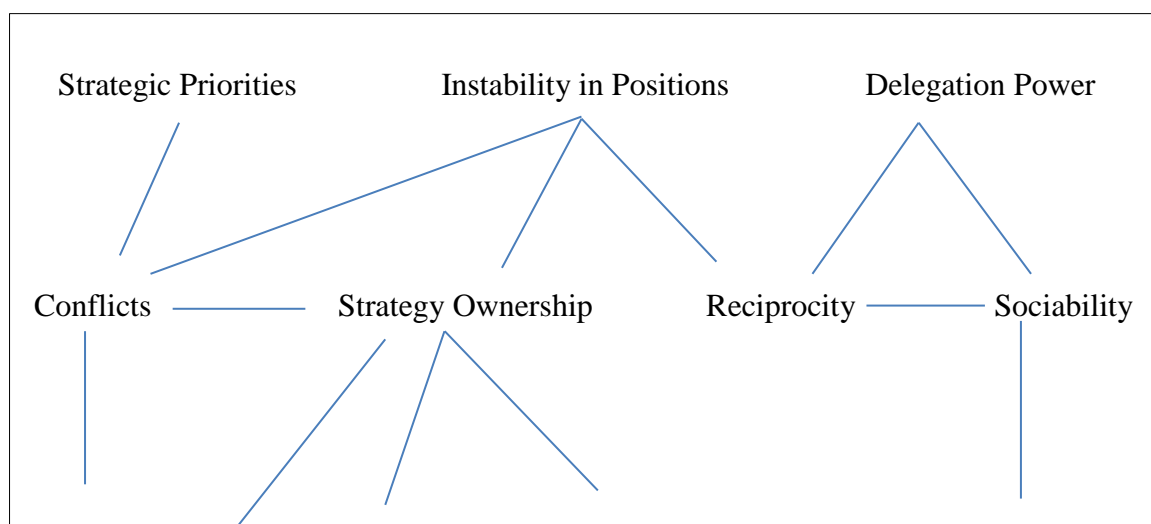 Strategic Priorities Instability in Positions Delegation Power
Conflicts Strategy Ownership Reciprocity Sociability